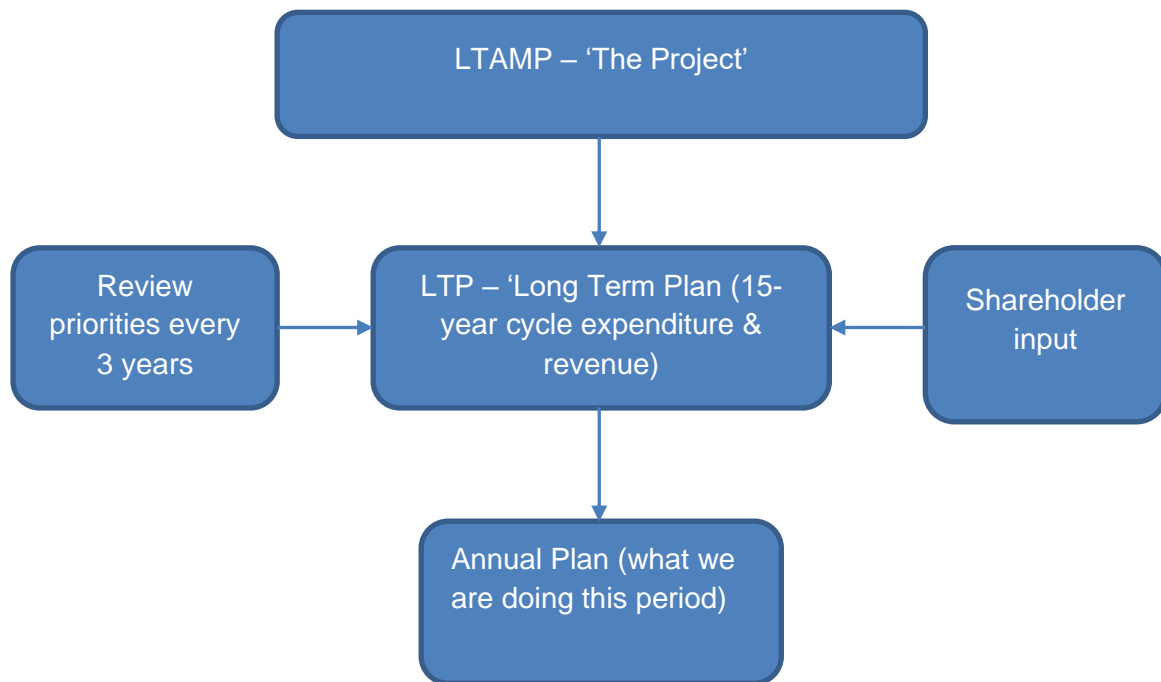 LTAMP – ‘The Project’
Review
priorities every
3 years
LTP – ‘Long Term Plan (15-
year cycle expenditure &
revenue)
Shareholder
input
Annual Plan (what we
are doing this period)